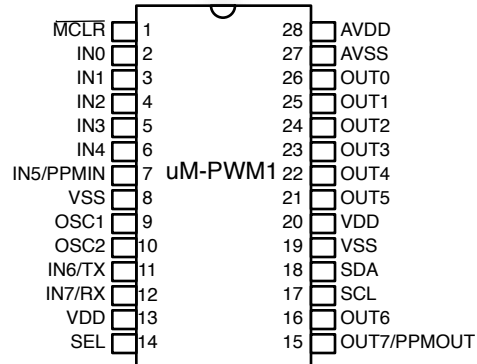 MCLR 1 28 AVDD
IN0 2 27 AVSS
IN1 3 26 OUT0
IN2 4 25 OUT1
IN3 5 24 OUT2
IN4 6 23 OUT3
IN5/PPMIN 7 uM-PWM1 22 OUT4
VSS 8 21 OUT5
OSC1 9 20 VDD
OSC2 10 19 VSS
IN6/TX 11 18 SDA
IN7/RX 12 17 SCL
VDD 13 16 OUT6
SEL 14 15 OUT7/PPMOUT